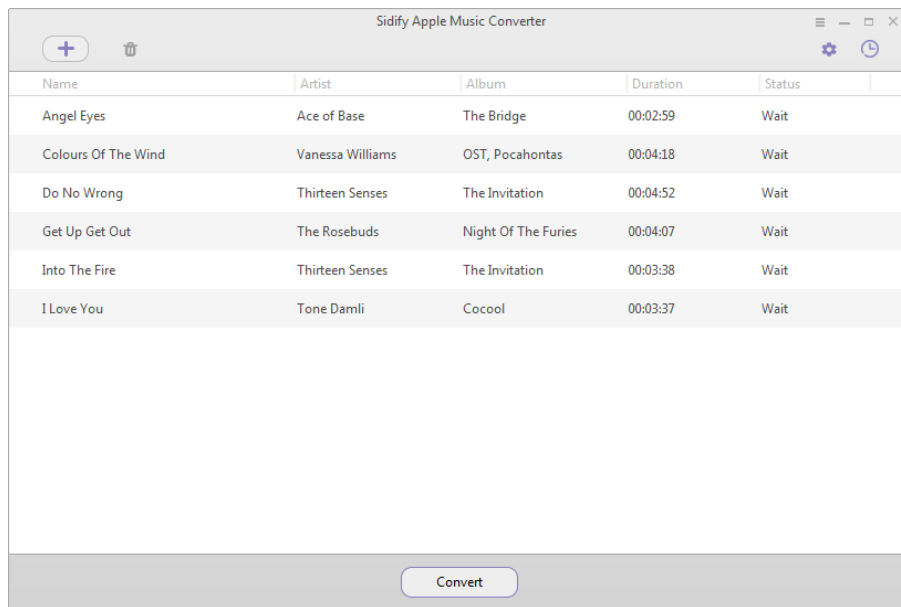 Sidify Apple Music Converter
Name Artist Album Duration Status
Angel Eyes Ace of Base The Bridge 00:02:59 Wait
Colours Of The Wind Vanessa Williams OST, Pocahontas 00:04:18 Wait
Do No Wrong Thirteen Senses The Invitation 00:04:52 Wait
Get Up Get Out The Rosebuds Night Of The Furies 00:04:07 Wait
Into The Fire Thirteen Senses The Invitation 00:03:38 Wait
I Love You Tone Damli Cocool 00:03:37 Wait
Convert